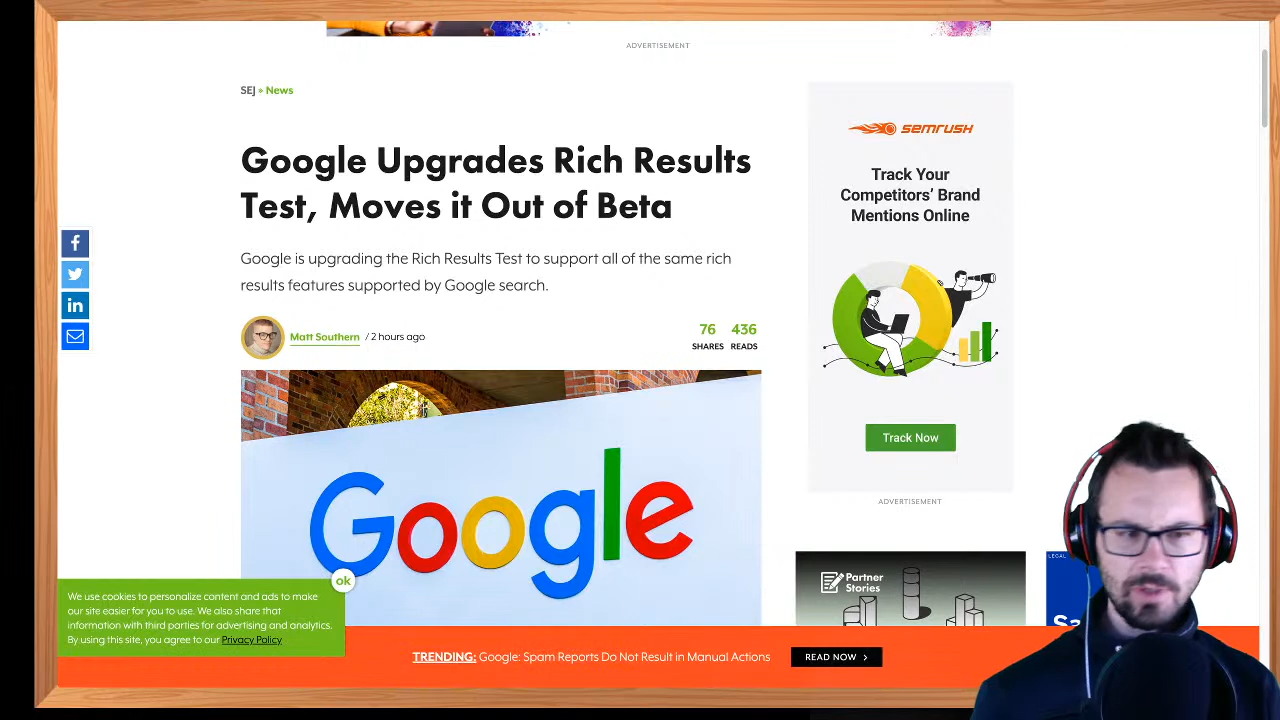 ADVERTISEMENT
SEJ » News
Google Upgrades Rich Results
Test, Moves it Out of Beta
Google is upgrading the Rich Results Test to support all of the same rich
results features supported by Google search.
Matt Southern / 2 hours ago
76 436
SHARES READS
Google
semrush
Track Your
Competitors' Brand
Mentions Online
Track Now
ADVERTISEMENT
Partner
Stories
LEGAL
f
in
ok
We use cookies to personalize content and ads to make
our site easier for you to use. We also share that
information with third parties for advertising and analytics.
By using this site, you agree to our Privacy Policy
TRENDING: Google: Spam Reports Do Not Result in Manual Actions
READ NOW >